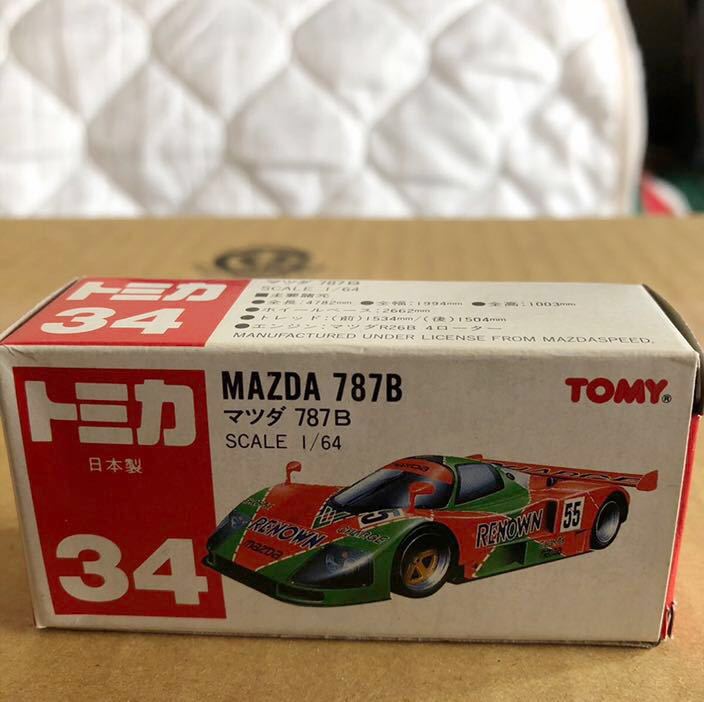 トミカ
34
マツダ 787B
SCALE 1/64
■主要諸元
●全長:4782mm ●全幅:1994mm ●全高:1003mm
●ホイールベース:2662mm
●トレッド:(前)1534mm/(後)1504mm
●エンジン:マツダR26B 4ローター
MANUFACTURED UNDER LICENSE FROM MAZDASPEED.
トミカ
日本製
34
MAZDA 787B
マツダ 787B
SCALE 1/64
TOMY®
mazda
CHARGE
55
CHARGE
RENOWN
mazda
RENOWN
55